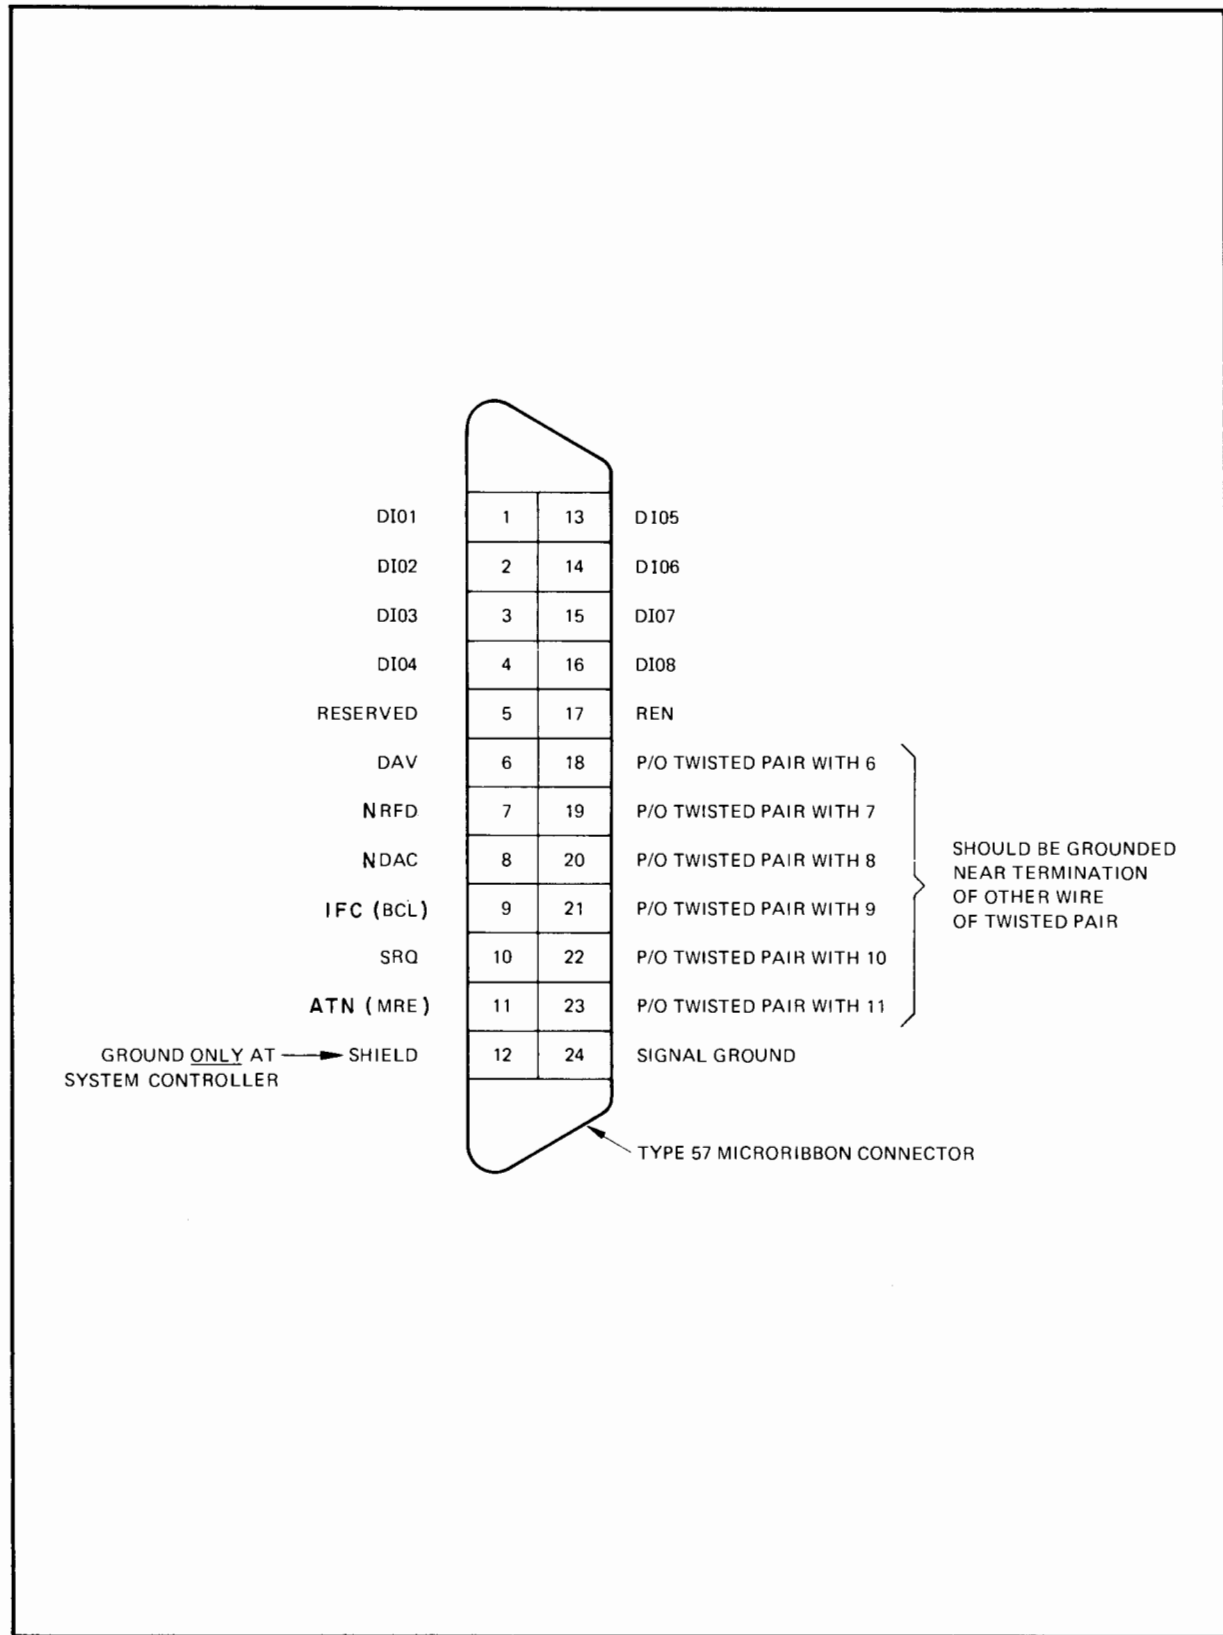 DI01 1 13 DI05
DI02 2 14 DI06
DI03 3 15 DI07
DI04 4 16 DI08
RESERVED 5 17 REN
DAV 6 18 P/O TWISTED PAIR WITH 6
NRFD 7 19 P/O TWISTED PAIR WITH 7
NDAC 8 20 P/O TWISTED PAIR WITH 8
IFC (BCL) 9 21 P/O TWISTED PAIR WITH 9
SRQ 10 22 P/O TWISTED PAIR WITH 10
ATN (MRE) 11 23 P/O TWISTED PAIR WITH 11
SHOULD BE GROUNDED
NEAR TERMINATION
OF OTHER WIRE
OF TWISTED PAIR
GROUND ONLY AT SHIELD 12 24 SIGNAL GROUND
SYSTEM CONTROLLER
TYPE 57 MICRORIBBON CONNECTOR